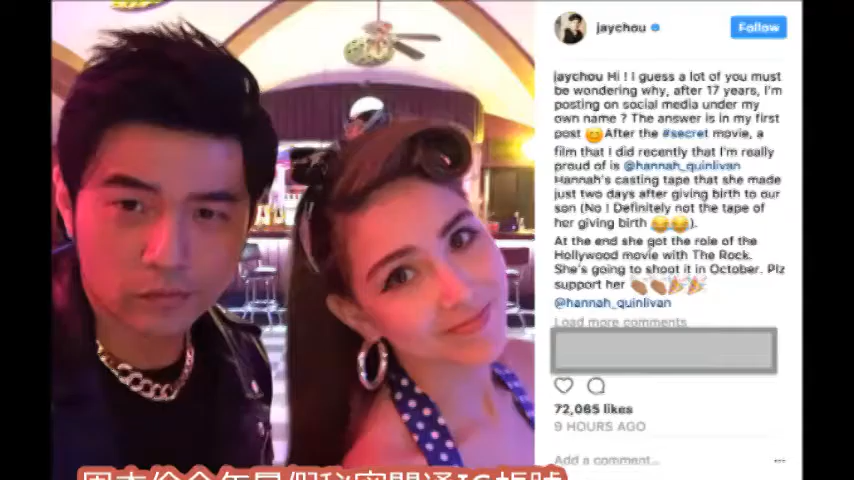 jaychou
Follow
jaychou Hi ! I guess a lot of you must
be wondering why, after 17 years, I'm
posting on social media under my
own name ? The answer is in my first
post 😊 After the #secret movie, a
film that I did recently that I'm really
proud of is @hannah_quinlivan
Hannah's casting tape that she made
just two days after giving birth to our
son (No ! Definitely not the tape of
her giving birth 😂😂).
At the end she got the role of the
Hollywood movie with The Rock.
She's going to shoot it in October. Plz
support her 👏🏽👏🏽🎉🎉
@hannah_quinlivan
Load more comments
72,065 likes
9 HOURS AGO
Add a comment...